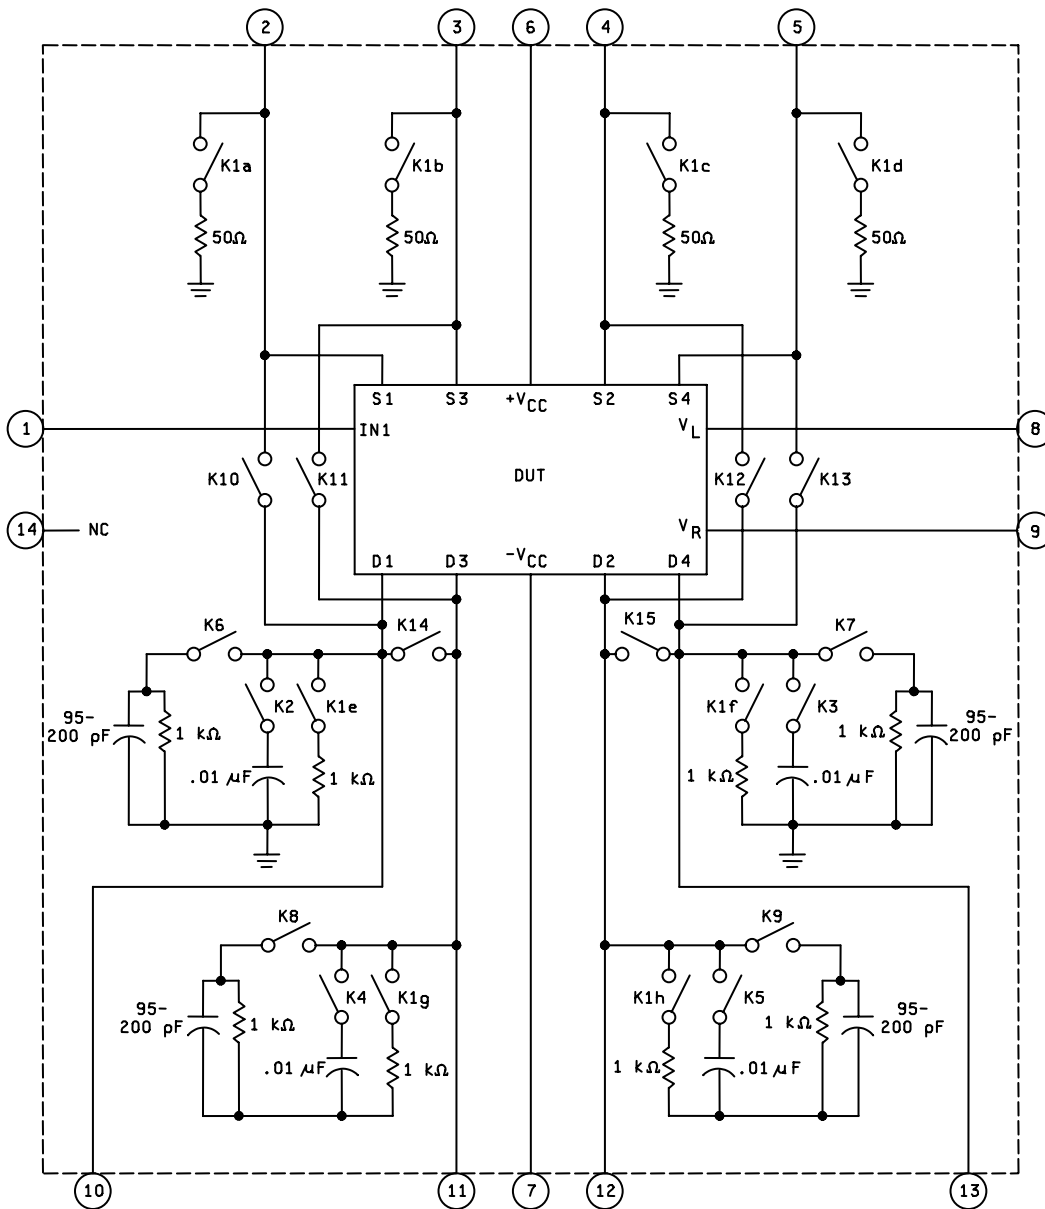 2 3 6 4 5
K1a K1b K1c K1d
50Ω 50Ω 50Ω 50Ω
S1 S3 +VCC S2 S4
1 IN1 VL 8
K10 K11 DUT K12 K13
14 NC VR 9
D1 D3 -VCC D2 D4
K6 K14 K15 K7
K2 K1e K1f K3
95-
200 pF 1 kΩ 1 kΩ 95-
200 pF
.01 µF 1 kΩ 1 kΩ .01 µF
K8 K9
K4 K1g K1h K5
95-
200 pF 1 kΩ 1 kΩ 95-
200 pF
.01 µF 1 kΩ 1 kΩ .01 µF
10 11 7 12 13